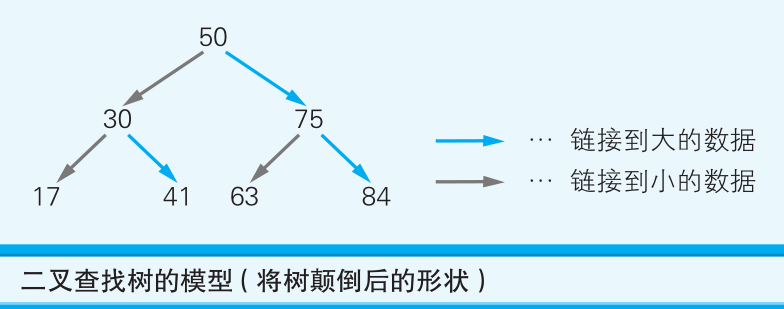 50
30 75
… 链接到大的数据
… 链接到小的数据
17 41 63 84
二叉查找树的模型(将树颠倒后的形状)